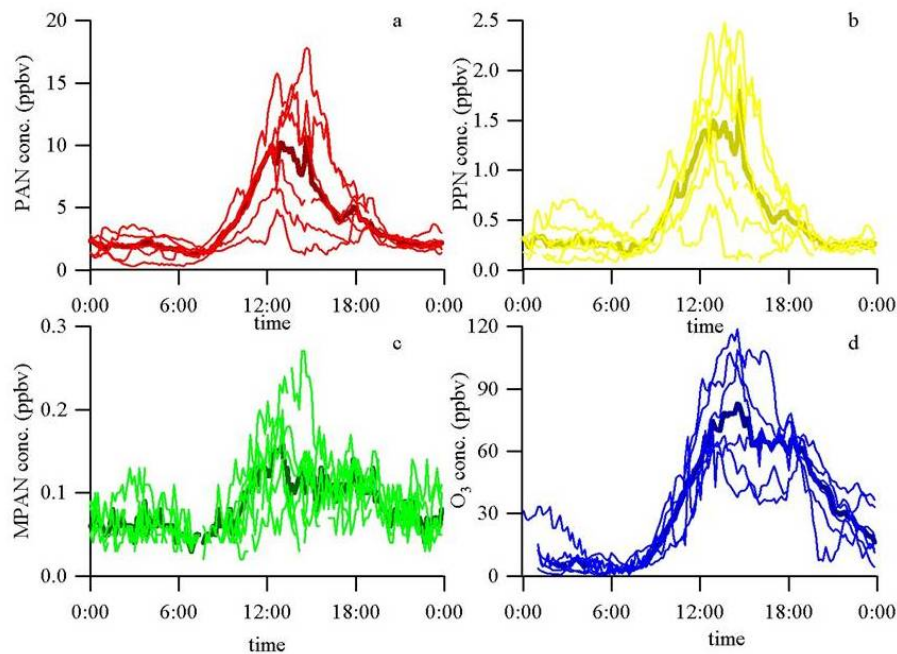 a
PAN conc. (ppbv)
20
15
10
5
0
0:00 6:00 12:00 18:00 0:00
time
b
PPN conc. (ppbv)
2.5
2.0
1.5
1.0
0.5
0.0
0:00 6:00 12:00 18:00 0:00
time
c
MPAN conc. (ppbv)
0.3
0.2
0.1
0.0
0:00 6:00 12:00 18:00 0:00
time
d
O3 conc. (ppbv)
120
90
60
30
0
0:00 6:00 12:00 18:00 0:00
time